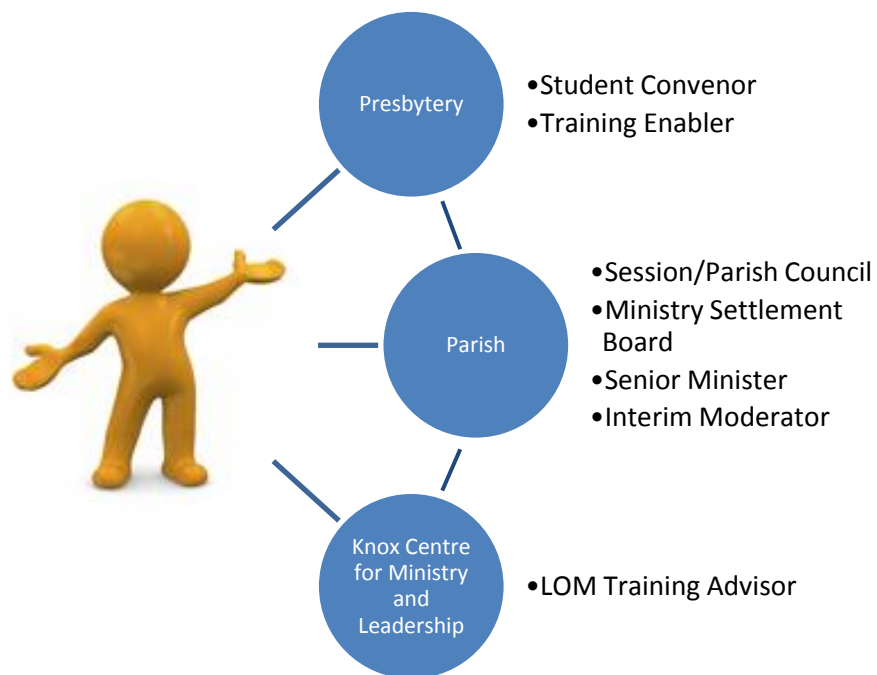 Presbytery
•Student Convenor
•Training Enabler
Parish
•Session/Parish Council
•Ministry Settlement
Board
•Senior Minister
•Interim Moderator
Knox Centre
for Ministry
and
Leadership
•LOM Training Advisor